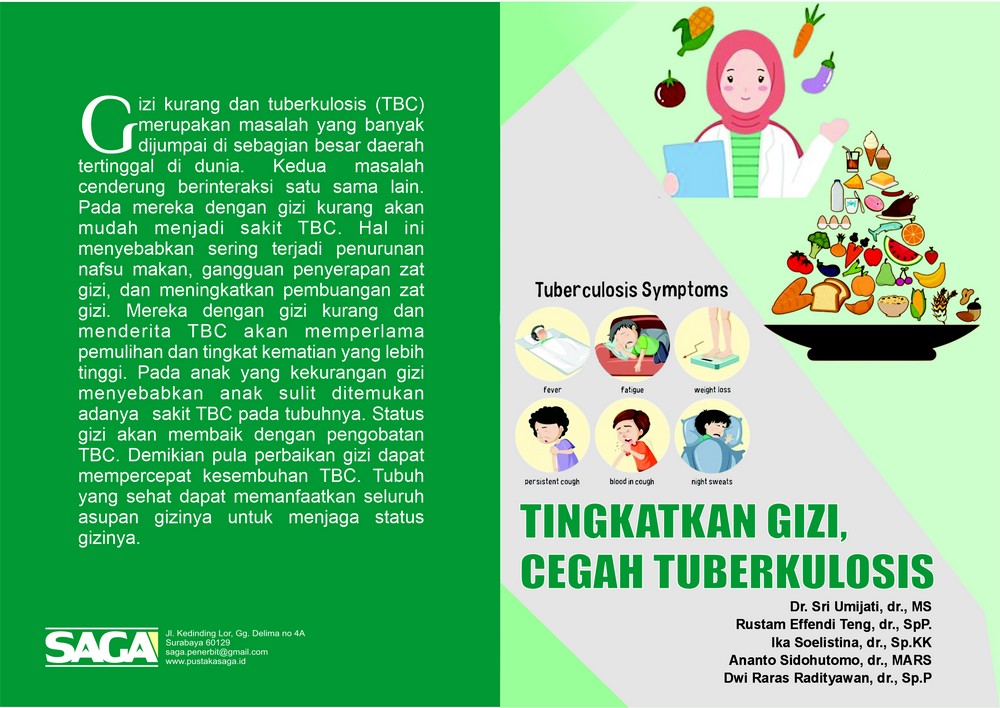 Gizi kurang dan tuberkulosis (TBC)
merupakan masalah yang banyak
dijumpai di sebagian besar daerah
tertinggal di dunia. Kedua masalah
cenderung berinteraksi satu sama lain.
Pada mereka dengan gizi kurang akan
mudah menjadi sakit TBC. Hal ini
menyebabkan sering terjadi penurunan
nafsu makan, gangguan penyerapan zat
gizi, dan meningkatkan pembuangan zat
gizi. Mereka dengan gizi kurang dan
menderita TBC akan memperlama
pemulihan dan tingkat kematian yang lebih
tinggi. Pada anak yang kekurangan gizi
menyebabkan anak sulit ditemukan
adanya sakit TBC pada tubuhnya. Status
gizi akan membaik dengan pengobatan
TBC. Demikian pula perbaikan gizi dapat
mempercepat kesembuhan TBC. Tubuh
yang sehat dapat memanfaatkan seluruh
asupan gizinya untuk menjaga status
gizinya.
SAGA
Jl. Kedinding Lor, Gg. Delima no 4A
Surabaya 60129
saga.penerbit@gmail.com
www.pustakasaga.id
Tuberculosis Symptoms
fever
fatigue
weight loss
persistent cough
blood in cough
night sweats
TINGKATKAN GIZI,
CEGAH TUBERKULOSIS
Dr. Sri Umijati, dr., MS
Rustam Effendi Teng, dr., SpP.
Ika Soelistina, dr., Sp.KK
Ananto Sidohutomo, dr., MARS
Dwi Raras Radityawan, dr., Sp.P